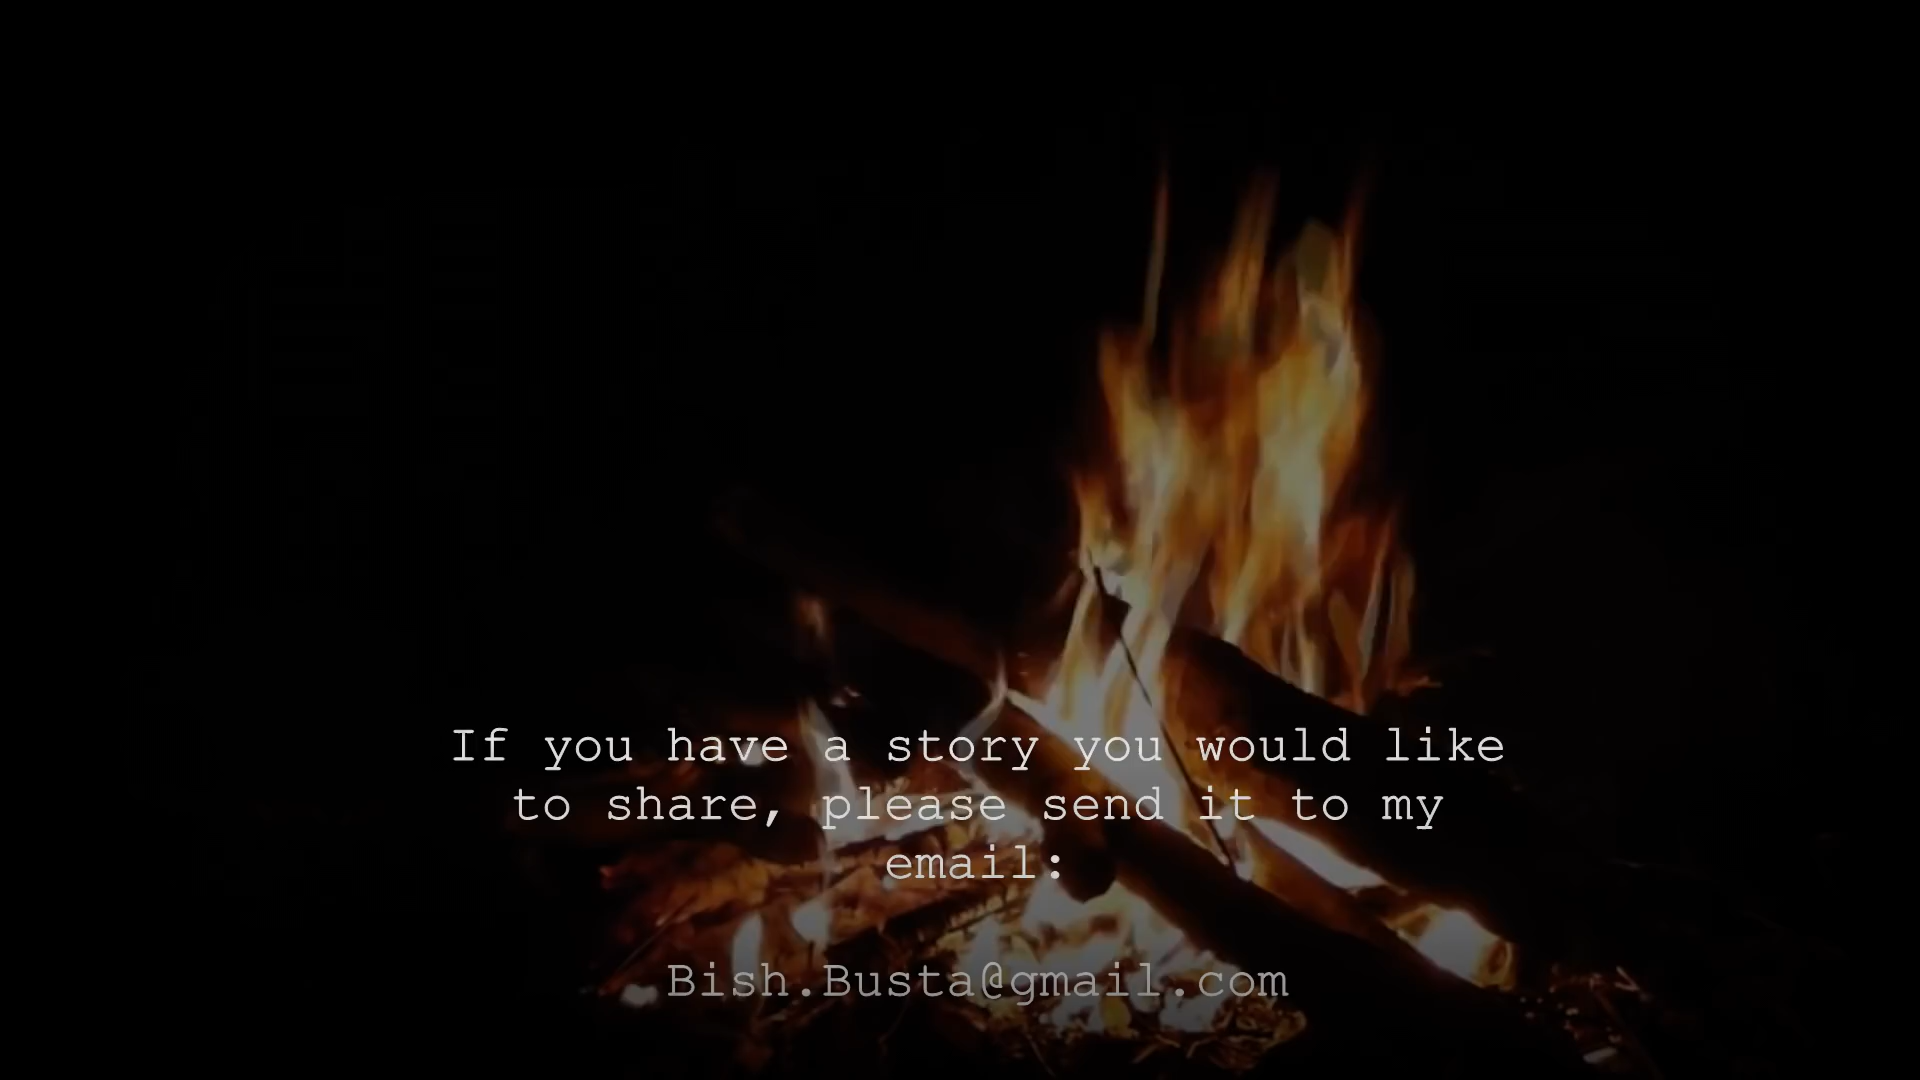 If you have a story you would like
to share, please send it to my
email:
Bish.Busta@gmail.com